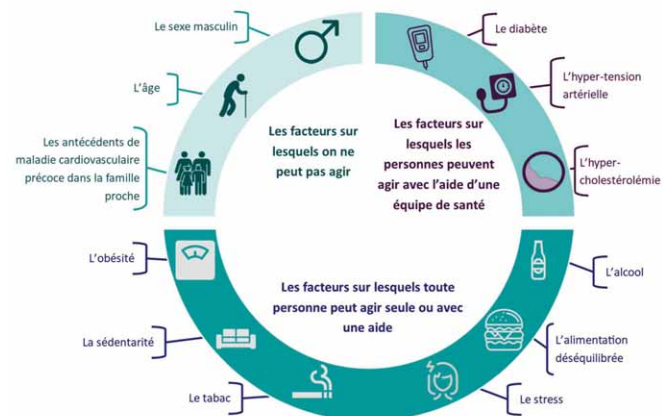 Le sexe masculin
Le diabète
L'âge
L'hyper-tension
artérielle
Les antécédents de
maladie cardiovasculaire
précoce dans la famille
proche
Les facteurs sur
lesquels on ne
peut pas agir
Les facteurs sur
lesquels les
personnes peuvent
agir avec l'aide d'une
équipe de santé
L'hyper-
cholestérolémie
L'obésité
Les facteurs sur lesquels toute
personne peut agir seule ou avec
une aide
L'alcool
La sédentarité
L'alimentation
déséquilibrée
Le tabac
Le stress